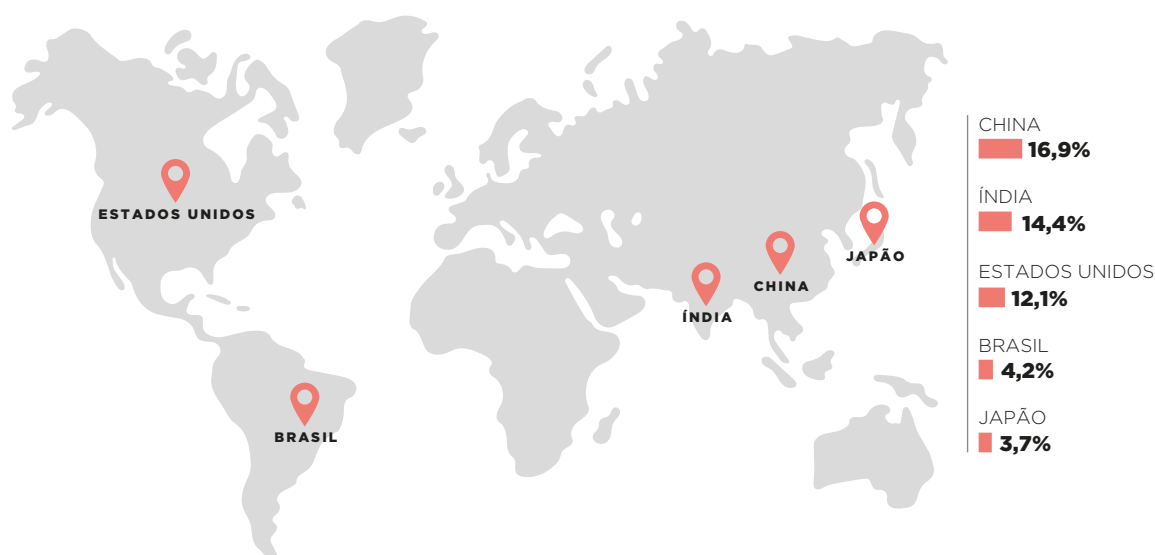 ESTADOS UNIDOS
BRASIL
ÍNDIA
CHINA
JAPÃO
CHINA
16,9%
ÍNDIA
14,4%
ESTADOS UNIDOS
12,1%
BRASIL
4,2%
JAPÃO
3,7%